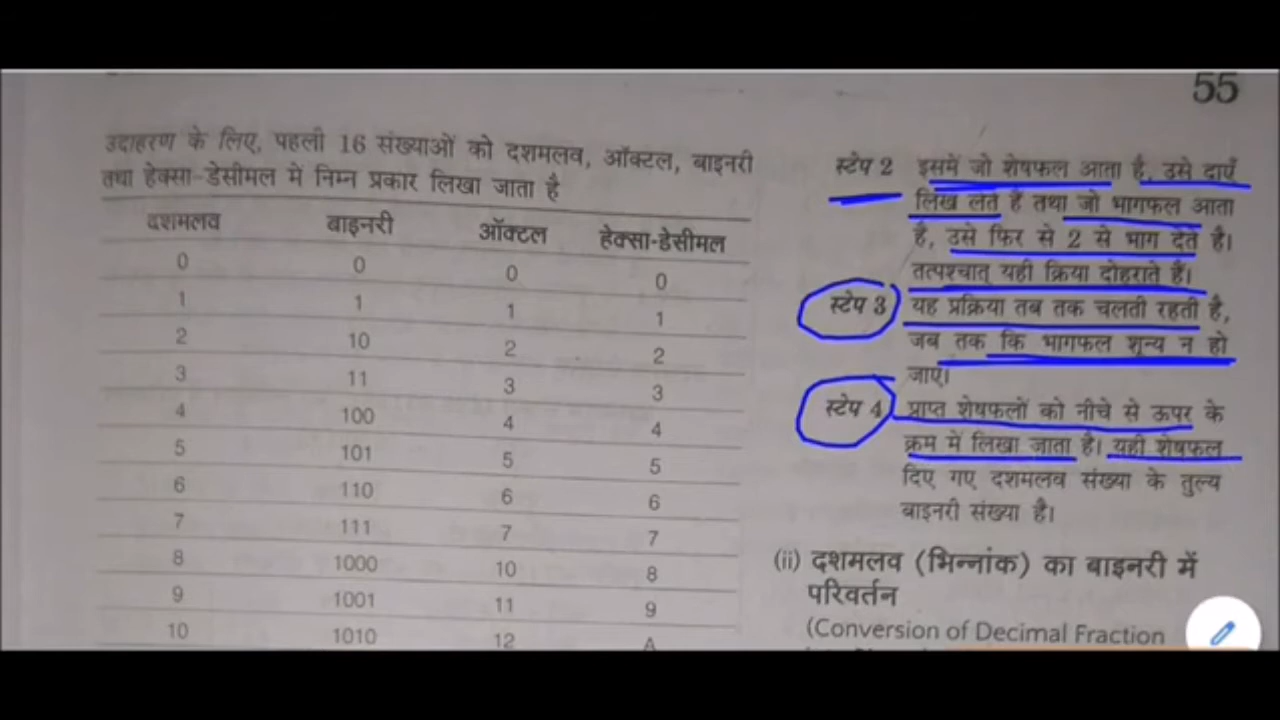 55
उदाहरण के लिए, पहली 16 संख्याओं को दशमलव, ऑक्टल, बाइनरी
तथा हेक्सा-डेसीमल में निम्न प्रकार लिखा जाता है
दशमलव बाइनरी ऑक्टल हेक्सा-डेसीमल
0 0 0 0
1 1 1 1
2 10 2 2
3 11 3 3
4 100 4 4
5 101 5 5
6 110 6 6
7 111 7 7
8 1000 10 8
9 1001 11 9
10 1010 12 A
स्टेप 2 इसमें जो शेषफल आता है, उसे दाएँ
लिख लेते हैं तथा जो भागफल आता
है, उसे फिर से 2 से भाग देते हैं।
तत्पश्चात् यही क्रिया दोहराते हैं।
स्टेप 3 यह प्रक्रिया तब तक चलती रहती है,
जब तक कि भागफल शून्य न हो
जाए।
स्टेप 4 प्राप्त शेषफलों को नीचे से ऊपर के
क्रम में लिखा जाता है। यही शेषफल
दिए गए दशमलव संख्या के तुल्य
बाइनरी संख्या है।
(ii) दशमलव (भिन्नांक) का बाइनरी में
परिवर्तन
(Conversion of Decimal Fraction